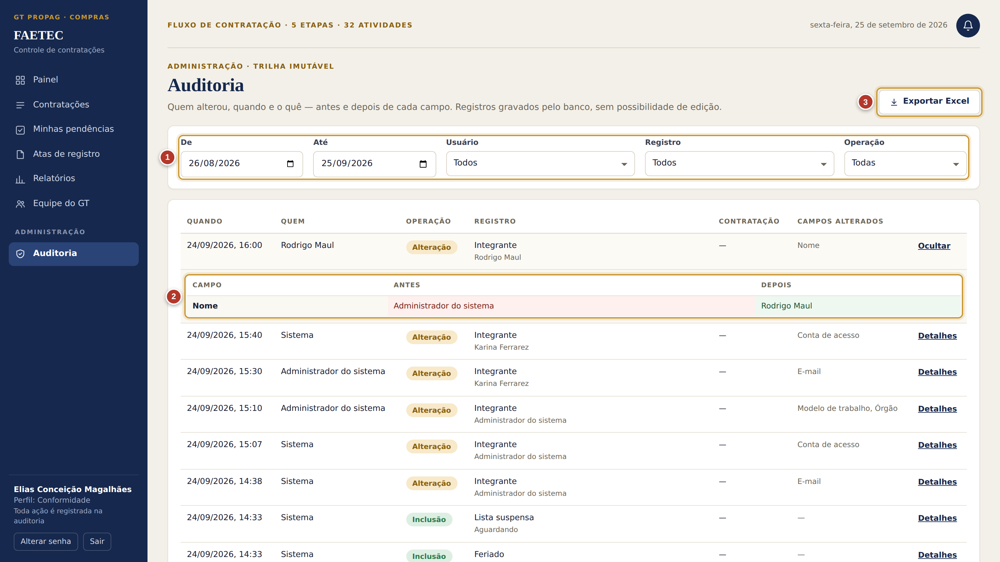 GT PROPAG · COMPRAS
FAETEC
Controle de contratações
Painel
Contratações
Minhas pendências
Atas de registro
Relatórios
Equipe do GT
ADMINISTRAÇÃO
Auditoria
Elias Conceição Magalhães
Perfil: Conformidade
Toda ação é registrada na
auditoria
Alterar senha Sair
FLUXO DE CONTRATAÇÃO · 5 ETAPAS · 32 ATIVIDADES
sexta-feira, 25 de setembro de 2026
ADMINISTRAÇÃO · TRILHA IMUTÁVEL
Auditoria
Quem alterou, quando e o quê — antes e depois de cada campo. Registros gravados pelo banco, sem possibilidade de edição.
3 Exportar Excel
De Até Usuário Registro Operação
1 26/08/2026 25/09/2026 Todos Todos Todas
QUANDO QUEM OPERAÇÃO REGISTRO CONTRATAÇÃO CAMPOS ALTERADOS
24/09/2026, 16:00 Rodrigo Maul Alteração Integrante — Nome Ocultar
Rodrigo Maul
CAMPO ANTES DEPOIS
2
Nome Administrador do sistema Rodrigo Maul
24/09/2026, 15:40 Sistema Alteração Integrante — Conta de acesso Detalhes
Karina Ferrarez
24/09/2026, 15:30 Administrador do sistema Alteração Integrante — E-mail Detalhes
Karina Ferrarez
24/09/2026, 15:10 Administrador do sistema Alteração Integrante — Modelo de trabalho, Órgão Detalhes
Administrador do sistema
24/09/2026, 15:07 Sistema Alteração Integrante — Conta de acesso Detalhes
Administrador do sistema
24/09/2026, 14:38 Sistema Alteração Integrante — E-mail Detalhes
Administrador do sistema
24/09/2026, 14:33 Sistema Inclusão Lista suspensa — — Detalhes
Aguardando
24/09/2026, 14:33 Sistema Inclusão Feriado — — Detalhes